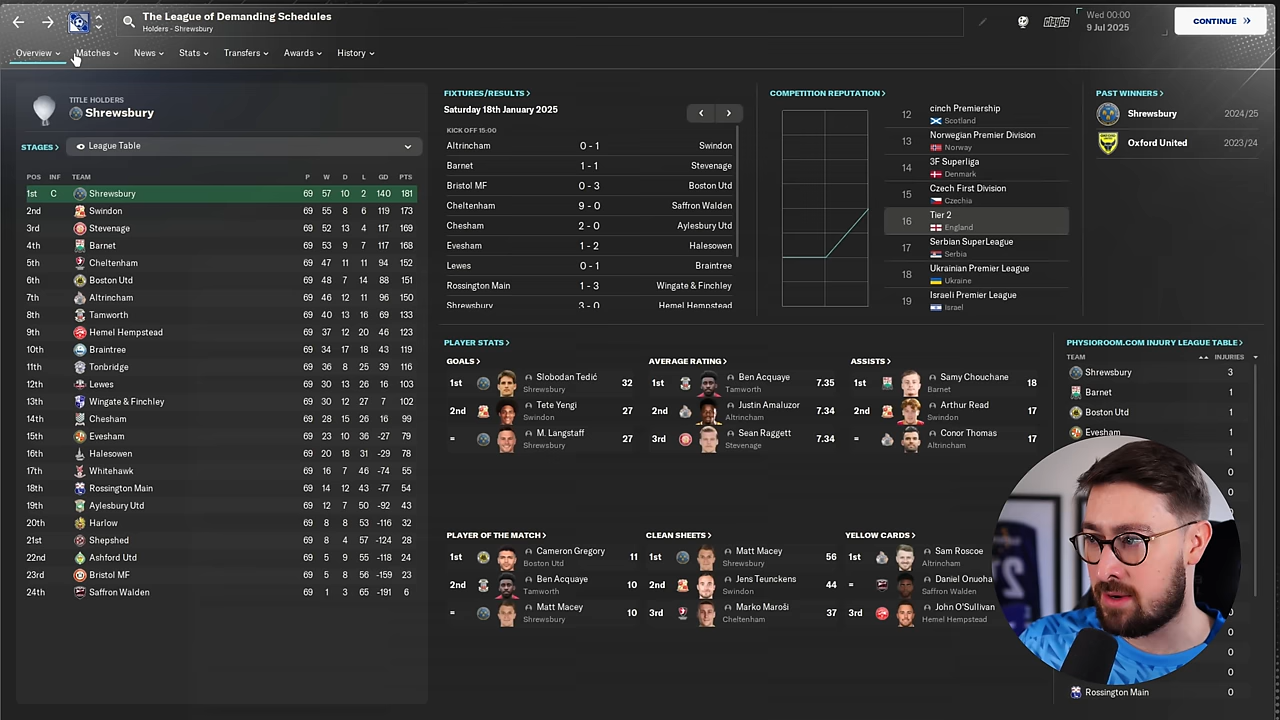 The League of Demanding Schedules
Holders - Shrewsbury
Wed 00:00
9 Jul 2025
CONTINUE
Overview
Matches
News
Stats
Transfers
Awards
History
TITLE HOLDERS
Shrewsbury
STAGES
League Table
POS INF TEAM P W D L GD PTS
1st C Shrewsbury 69 57 10 2 140 181
2nd Swindon 69 55 8 6 119 173
3rd Stevenage 69 52 13 4 117 169
4th Barnet 69 53 9 7 117 168
5th Cheltenham 69 47 11 11 94 152
6th Boston Utd 69 48 7 14 88 151
7th Altrincham 69 46 12 11 96 150
8th Tamworth 69 40 13 16 69 133
9th Hemel Hempstead 69 37 12 20 46 123
10th Braintree 69 34 17 18 43 119
11th Tonbridge 69 36 8 25 39 116
12th Lewes 69 30 13 26 16 103
13th Wingate & Finchley 69 30 12 27 7 102
14th Chesham 69 28 15 26 16 99
15th Evesham 69 23 10 36 -27 79
16th Halesowen 69 20 18 31 -29 78
17th Whitehawk 69 16 7 46 -74 55
18th Rossington Main 69 14 12 43 -77 54
19th Aylesbury Utd 69 12 7 50 -92 43
20th Harlow 69 8 8 53 -116 32
21st Shepshed 69 8 4 57 -124 28
22nd Ashford Utd 69 5 9 55 -118 24
23rd Bristol MF 69 5 8 56 -159 23
24th Saffron Walden 69 1 3 65 -191 6
FIXTURES/RESULTS
Saturday 18th January 2025
KICK OFF 15:00
Altrincham 0 - 1 Swindon
Barnet 1 - 1 Stevenage
Bristol MF 0 - 3 Boston Utd
Cheltenham 9 - 0 Saffron Walden
Chesham 2 - 0 Aylesbury Utd
Evesham 1 - 2 Halesowen
Lewes 0 - 1 Braintree
Rossington Main 1 - 3 Wingate & Finchley
Shrewsbury 3 - 0 Hemel Hempstead
COMPETITION REPUTATION
12 cinch Premiership
Scotland
13 Norwegian Premier Division
Norway
14 3F Superliga
Denmark
15 Czech First Division
Czechia
16 Tier 2
England
17 Serbian SuperLeague
Serbia
18 Ukrainian Premier League
Ukraine
19 Israeli Premier League
Israel
PAST WINNERS
Shrewsbury 2024/25
Oxford United 2023/24
PLAYER STATS
GOALS
1st Slobodan Tedić 32
Shrewsbury
2nd Tete Yengi 27
Swindon
= M. Langstaff 27
Shrewsbury
AVERAGE RATING
1st Ben Acquaye 7.35
Tamworth
2nd Justin Amaluzor 7.34
Altrincham
3rd Sean Raggett 7.34
Stevenage
ASSISTS
1st Samy Chouchane 18
Barnet
2nd Arthur Read 17
Swindon
= Conor Thomas 17
Altrincham
PLAYER OF THE MATCH
1st Cameron Gregory 11
Boston Utd
2nd Ben Acquaye 10
Tamworth
= Matt Macey 10
Shrewsbury
CLEAN SHEETS
1st Matt Macey 56
Shrewsbury
2nd Jens Teunckens 44
Swindon
3rd Marko Maroši 37
Cheltenham
YELLOW CARDS
1st Sam Roscoe
Altrincham
= Daniel Onuoha
Saffron Walden
3rd John O'Sullivan
Hemel Hempstead
PHYSIOROOM.COM INJURY LEAGUE TABLE
TEAM INJURIES
Shrewsbury 3
Barnet 1
Boston Utd 1
Evesham 1
1
0
0
0
0
0
0
Rossington Main 0